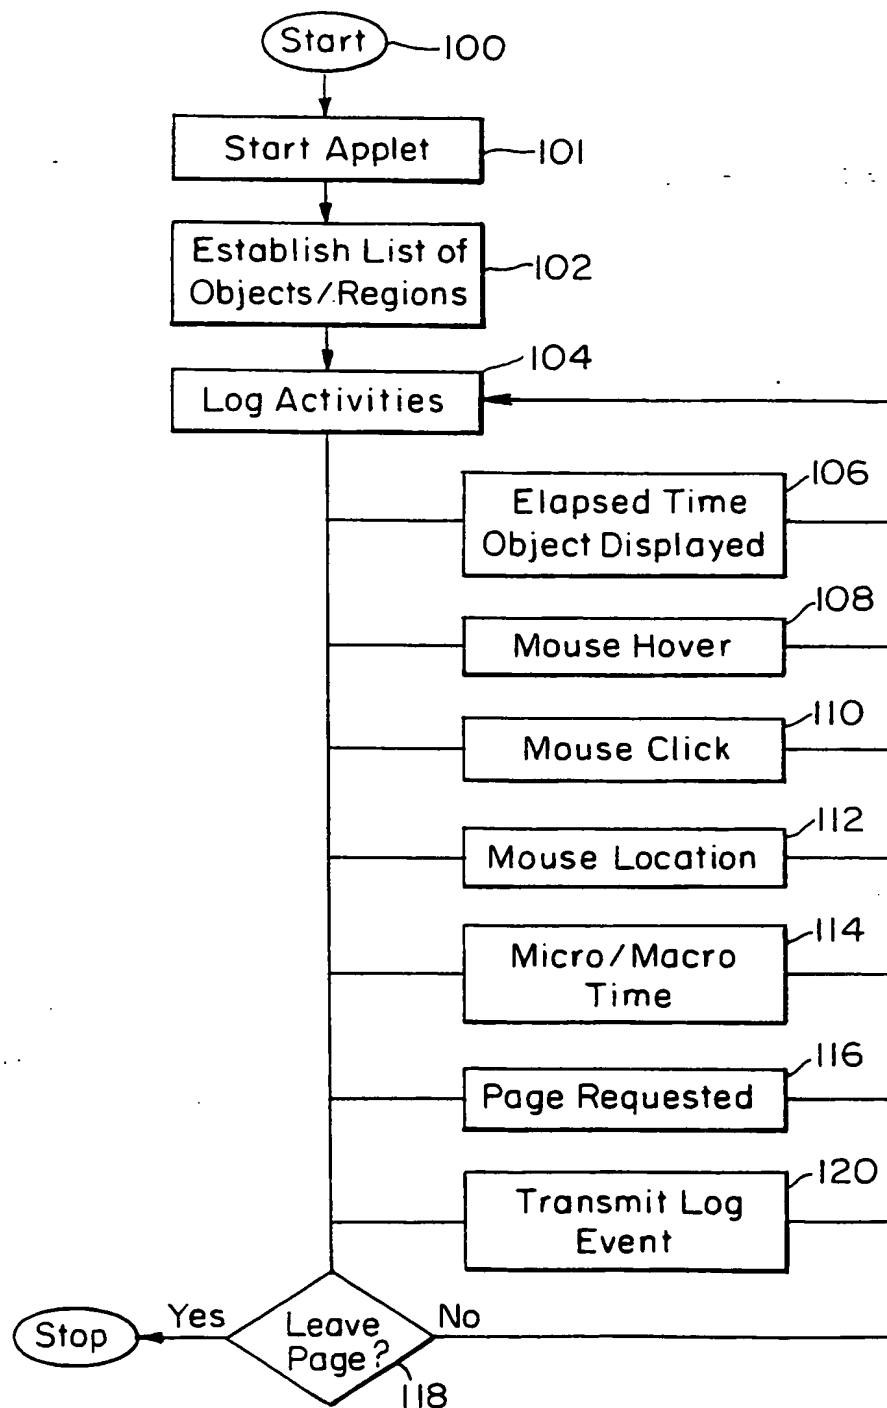 Start
100
Start Applet
101
Establish List of
Objects/Regions
102
104
Log Activities
106
Elapsed Time
Object Displayed
108
Mouse Hover
110
Mouse Click
112
Mouse Location
114
Micro/Macro
Time
116
Page Requested
120
Transmit Log
Event
Stop
Yes
Leave
Page?
No
118